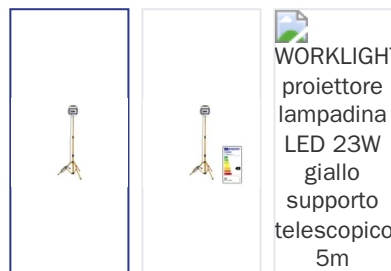 WORKLIGHT
proiettore
lampadina
LED 23W
giallo
supporto
telescopico
5m